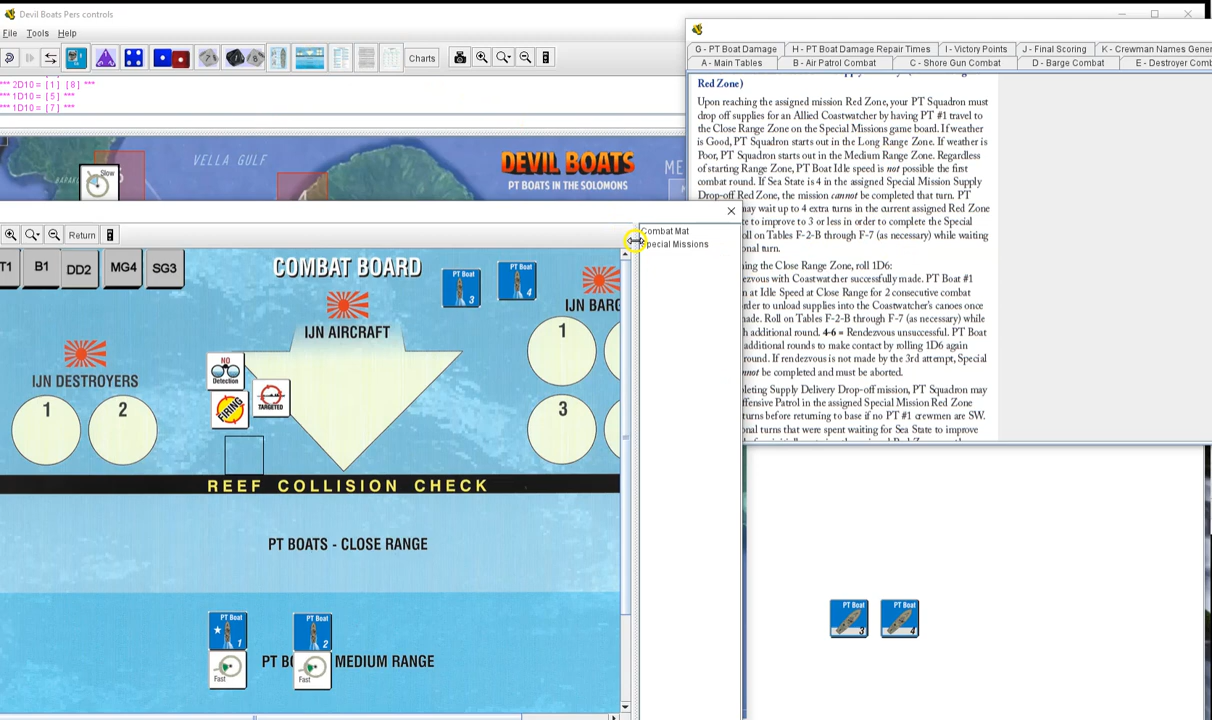 Devil Boats Pers controls
File Tools Help
Charts
*** 2D10 = [1] [8] ***
*** 1D10 = [5] ***
*** 1D10 = [7] ***
VELLA GULF
Slow
DEVIL BOATS
PT BOATS IN THE SOLOMONS
ME
G - PT Boat Damage H - PT Boat Damage Repair Times I - Victory Points J - Final Scoring K - Crewman Names Gener
A - Main Tables B - Air Patrol Combat C - Shore Gun Combat D - Barge Combat E - Destroyer Comb
Red Zone)
Upon reaching the assigned mission Red Zone, your PT Squadron must
drop off supplies for an Allied Coastwatcher by having PT #1 travel to
the Close Range Zone on the Special Missions game board. If weather
is Good, PT Squadron starts out in the Long Range Zone. If weather is
Poor, PT Squadron starts out in the Medium Range Zone. Regardless
of starting Range Zone, PT Boat Idle speed is not possible the first
combat round. If Sea State is 4 in the assigned Special Mission Supply
Drop-off Red Zone, the mission cannot be completed that turn. PT
may wait up to 4 extra turns in the current assigned Red Zone
te to improve to 3 or less in order to complete the Special
oll on Tables F-2-B through F-7 (as necessary) while waiting
onal turn.
ing the Close Range Zone, roll 1D6:
ezvous with Coastwatcher successfully made. PT Boat #1
n at Idle Speed at Close Range for 2 consecutive combat
rder to unload supplies into the Coastwatcher's canoes once
ade. Roll on Tables F-2-B through F-7 (as necessary) while
h additional round. 4-6 = Rendezvous unsuccessful. PT Boat
additional rounds to make contact by rolling 1D6 again
round. If rendezvous is not made by the 3rd attempt, Special
not be completed and must be aborted.
leting Supply Delivery Drop-off mission, PT Squadron may
ffensive Patrol in the assigned Special Mission Red Zone
turns before returning to base if no PT #1 crewmen are SW.
nal turns that were spent waiting for Sea State to improve
Return
Combat Mat
pecial Missions
T1 B1 DD2 MG4 SG3
COMBAT BOARD
PT Boat
3
PT Boat
4
IJN AIRCRAFT
IJN BARG
IJN DESTROYERS
1 2
1
3
NO
Detection
FIRING
TARGETED
REEF COLLISION CHECK
PT BOATS - CLOSE RANGE
PT Boat
1
PT Boat
2
PT BO MEDIUM RANGE
Fast
Fast
PT Boat
3
PT Boat
4